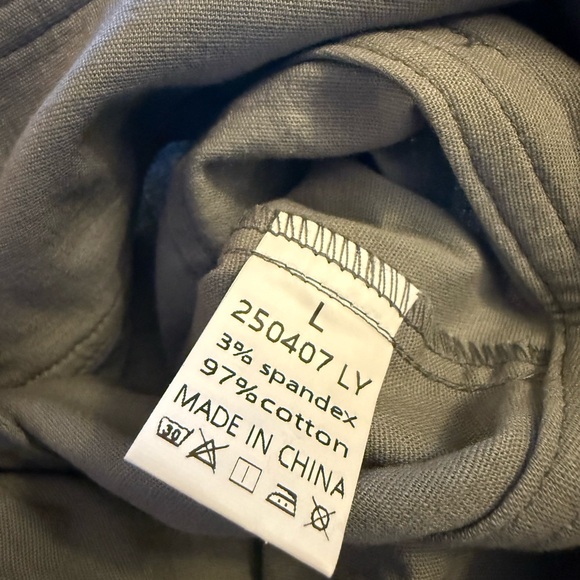 L
250407 LY
3% spandex
97%cotton
MADE IN CHINA
30